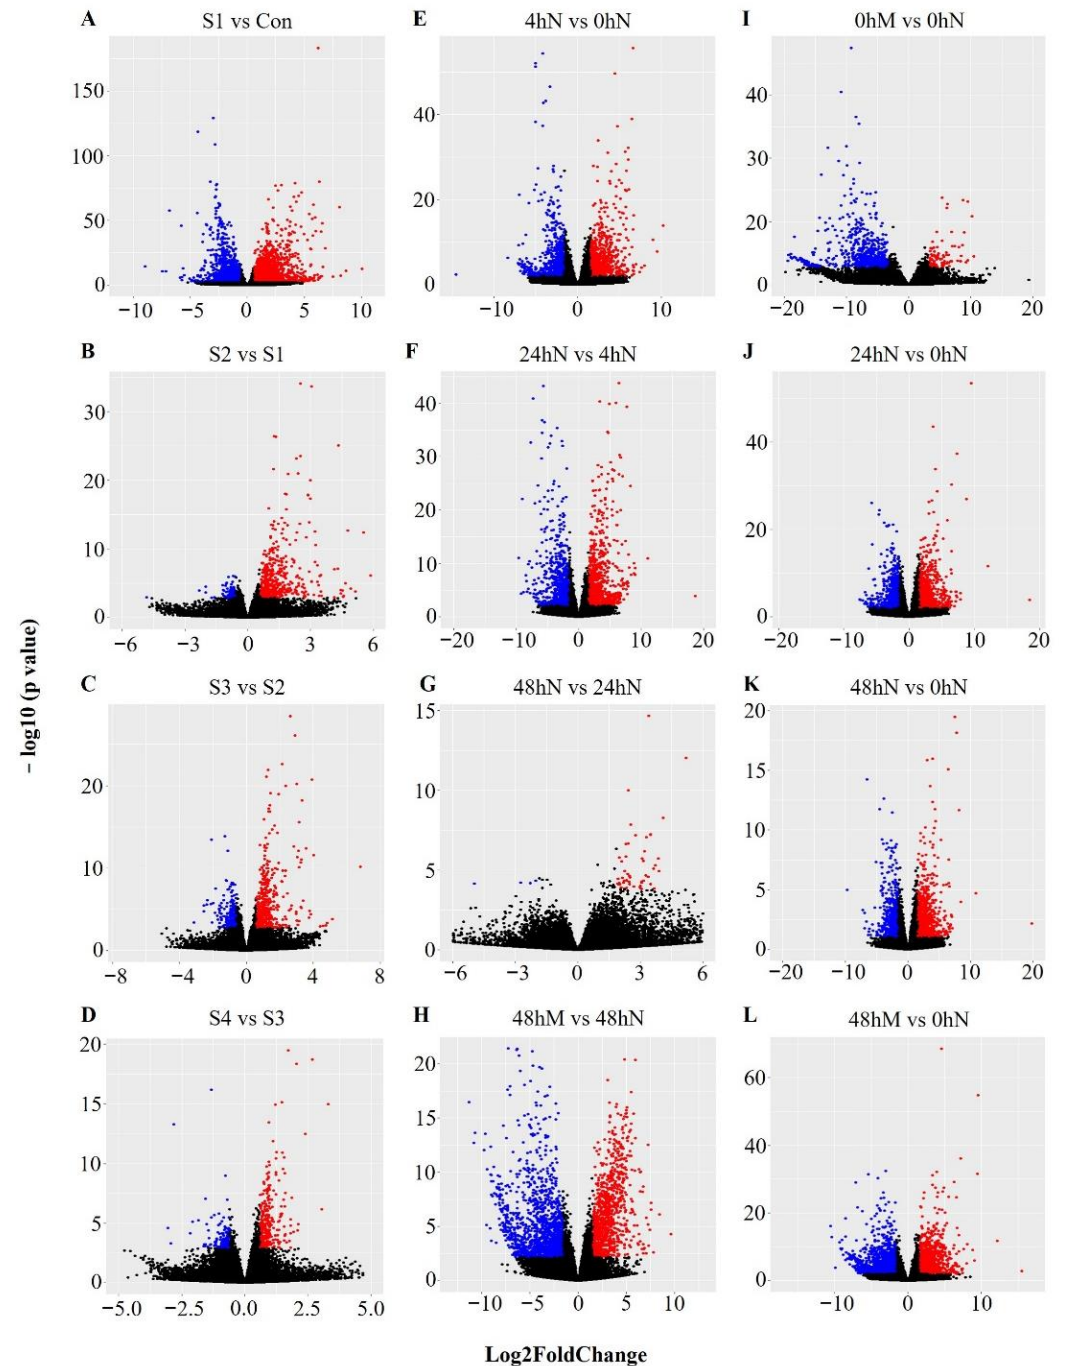 A S1 vs Con
150
100
50
0
−10 −5 0 5 10
E 4hN vs 0hN
40
20
0
−10 0 10
I 0hM vs 0hN
40
30
20
10
0
−20 −10 0 10 20
B S2 vs S1
30
20
10
0
−6 −3 0 3 6
F 24hN vs 4hN
40
30
20
10
0
−20 −10 0 10 20
J 24hN vs 0hN
40
20
0
−20 −10 0 10 20
C S3 vs S2
20
10
0
−8 −4 0 4 8
G 48hN vs 24hN
15
10
5
0
−6 −3 0 3 6
K 48hN vs 0hN
20
15
10
5
0
−20 −10 0 10 20
D S4 vs S3
20
15
10
5
0
−5.0 −2.5 0.0 2.5 5.0
H 48hM vs 48hN
20
15
10
5
0
−10 −5 0 5 10
L 48hM vs 0hN
60
40
20
0
−10 0 10
− log10 (p value)
Log2FoldChange